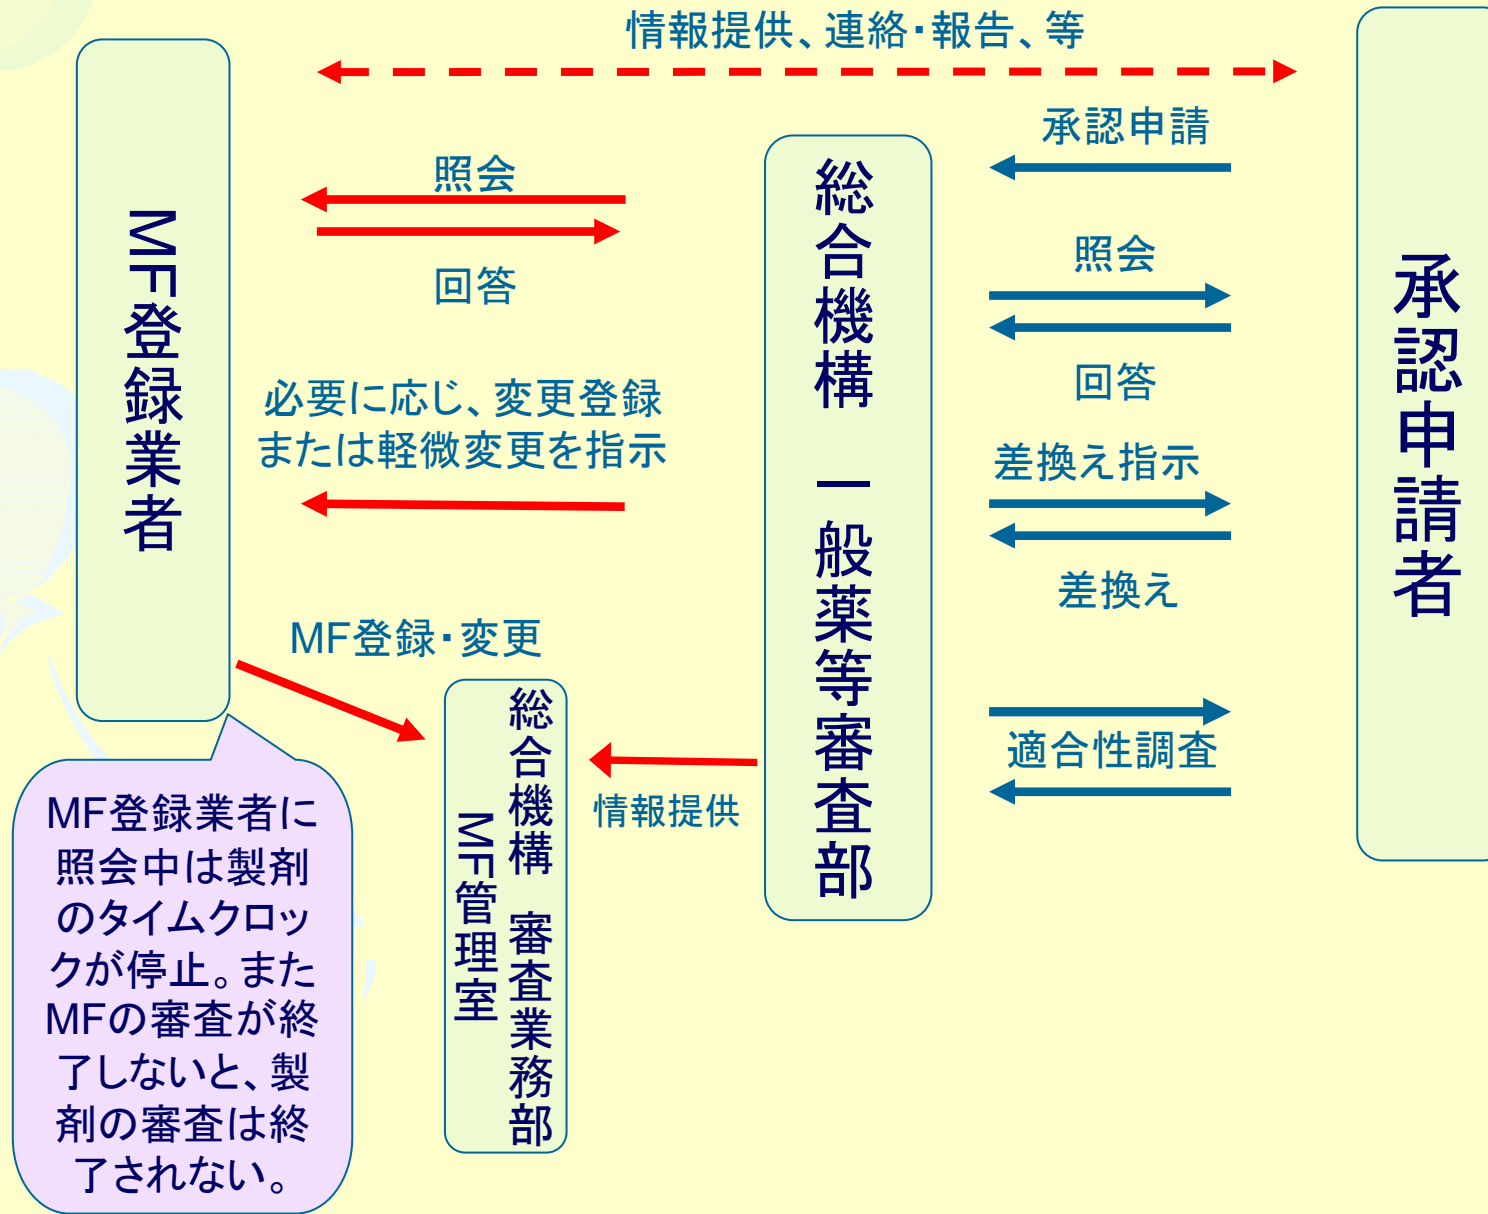 情報提供、連絡・報告、等
MF登録業者
照会
回答
必要に応じ、変更登録
または軽微変更を指示
MF登録・変更
総合機構　審査業務部
MF管理室
情報提供
総合機構　一般薬等審査部
承認申請
照会
回答
差換え指示
差換え
適合性調査
承認申請者
MF登録業者に
照会中は製剤
のタイムクロッ
クが停止。また
MFの審査が終
了しないと、製
剤の審査は終
了されない。